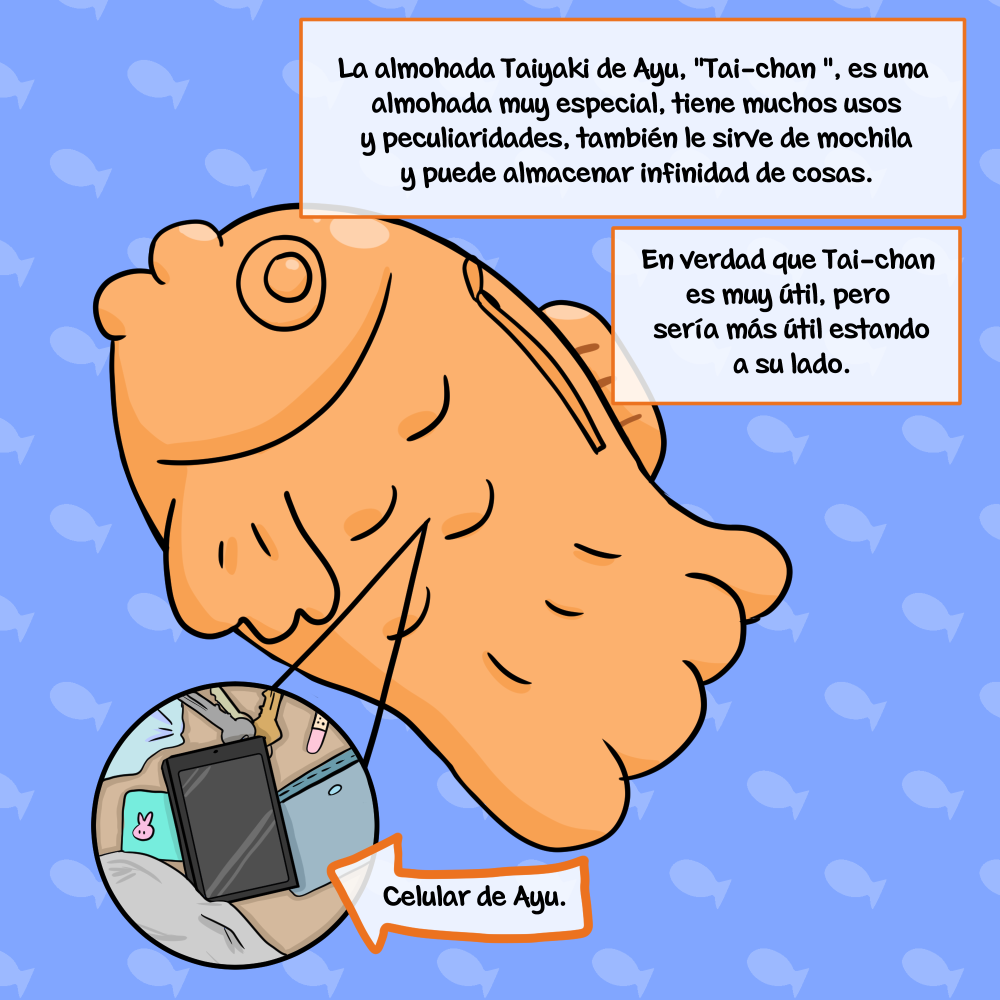 La almohada Taiyaki de Ayu, "Tai-chan ", es una
almohada muy especial, tiene muchos usos
y peculiaridades, también le sirve de mochila
y puede almacenar infinidad de cosas.
En verdad que Tai-chan
es muy útil, pero
sería más útil estando
a su lado.
Celular de Ayu.